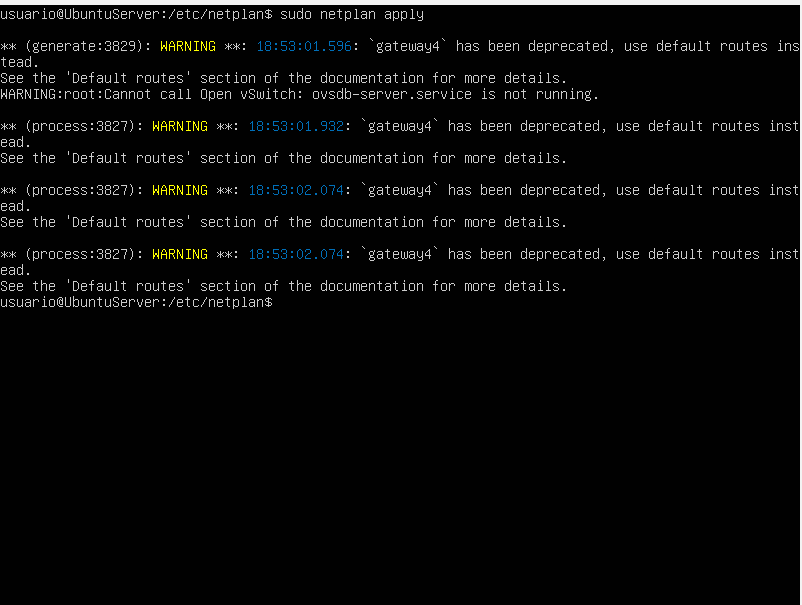 usuario@UbuntuServer:/etc/netplan$ sudo netplan apply
** (generate:3829): WARNING **: 18:53:01.596: `gateway4` has been deprecated, use default routes ins
tead.
See the 'Default routes' section of the documentation for more details.
WARNING:root:Cannot call Open vSwitch: ovsdb-server.service is not running.
** (process:3827): WARNING **: 18:53:01.932: `gateway4` has been deprecated, use default routes inst
ead.
See the 'Default routes' section of the documentation for more details.
** (process:3827): WARNING **: 18:53:02.074: `gateway4` has been deprecated, use default routes inst
ead.
See the 'Default routes' section of the documentation for more details.
** (process:3827): WARNING **: 18:53:02.074: `gateway4` has been deprecated, use default routes inst
ead.
See the 'Default routes' section of the documentation for more details.
usuario@UbuntuServer:/etc/netplan$